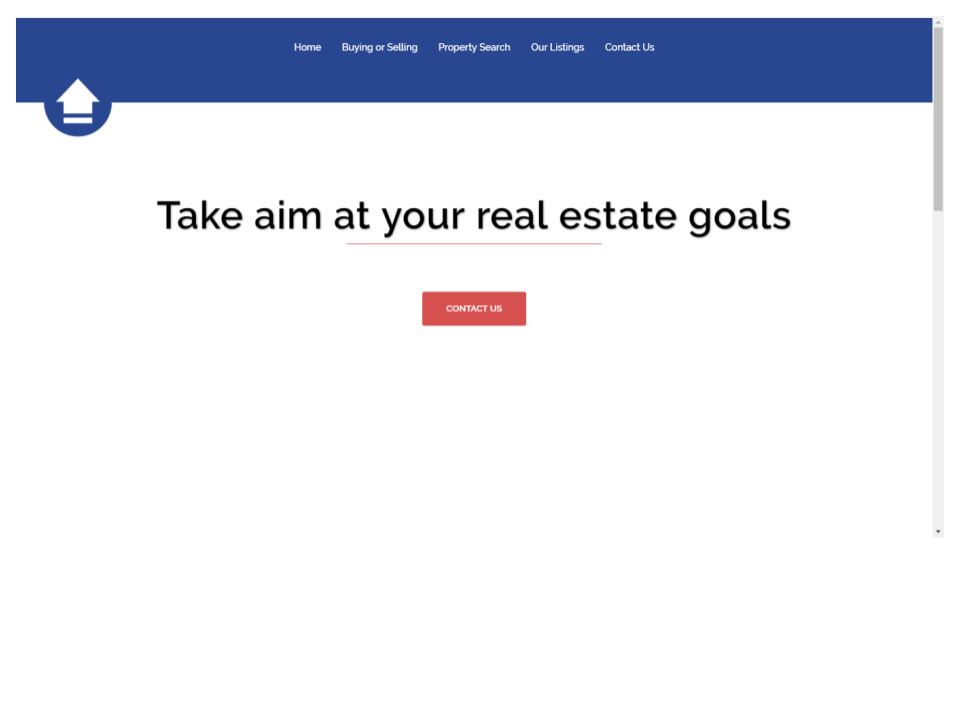 Home Buying or Selling Property Search Our Listings Contact Us
Take aim at your real estate goals
CONTACT US